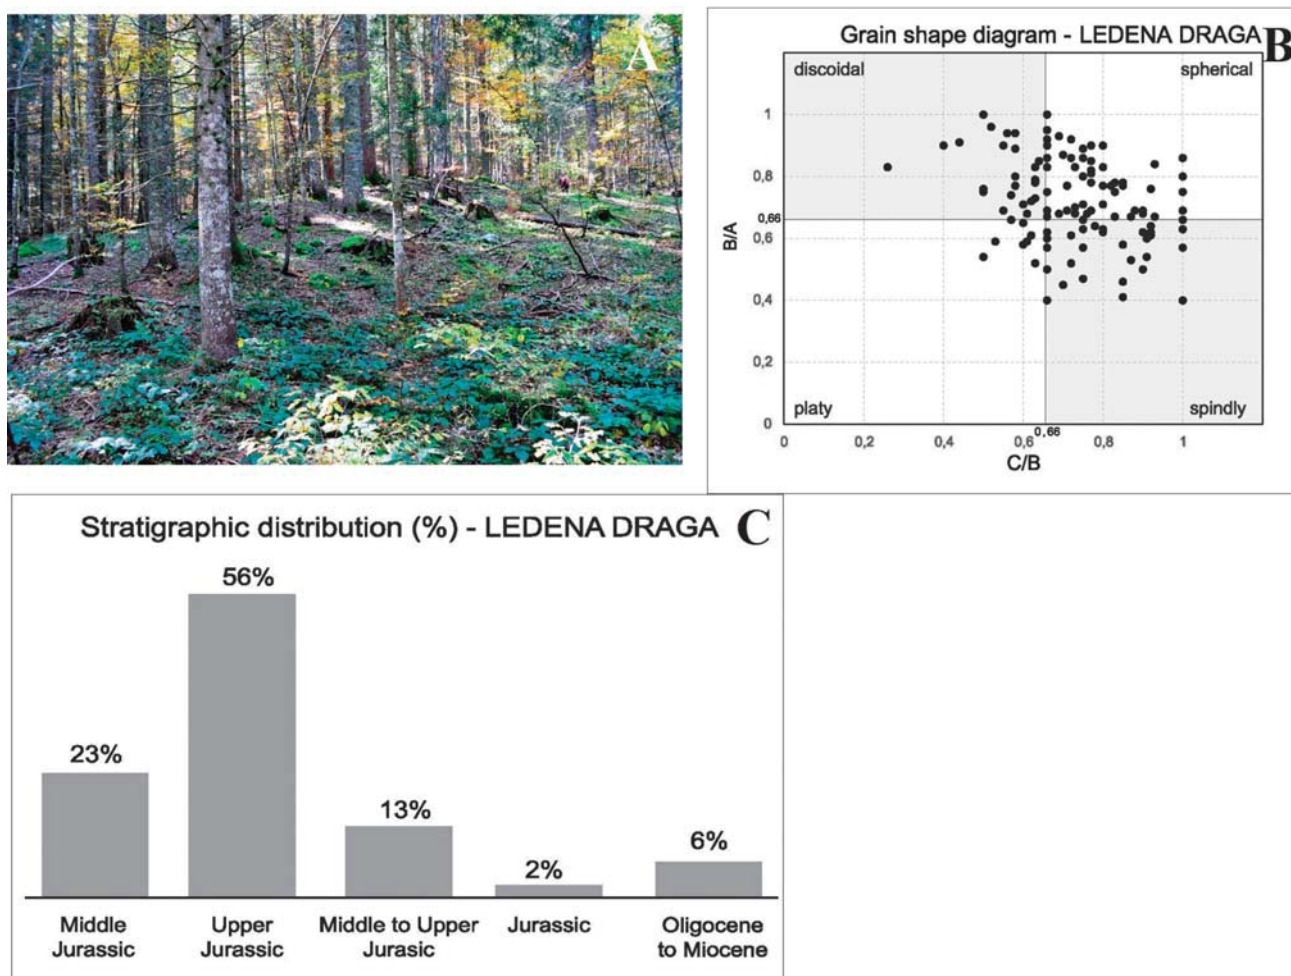 A
Grain shape diagram - LEDENA DRAGA B
discoidal
spherical
1
0,8
0,66
0,6
0,4
0,2
0
B/A
platy
spindly
0
0,2
0,4
0,6
0,66
0,8
1
C/B
Stratigraphic distribution (%) - LEDENA DRAGA C
23%
56%
13%
2%
6%
Middle
Jurassic
Upper
Jurassic
Middle to Upper
Jurasic
Jurassic
Oligocene
to Miocene